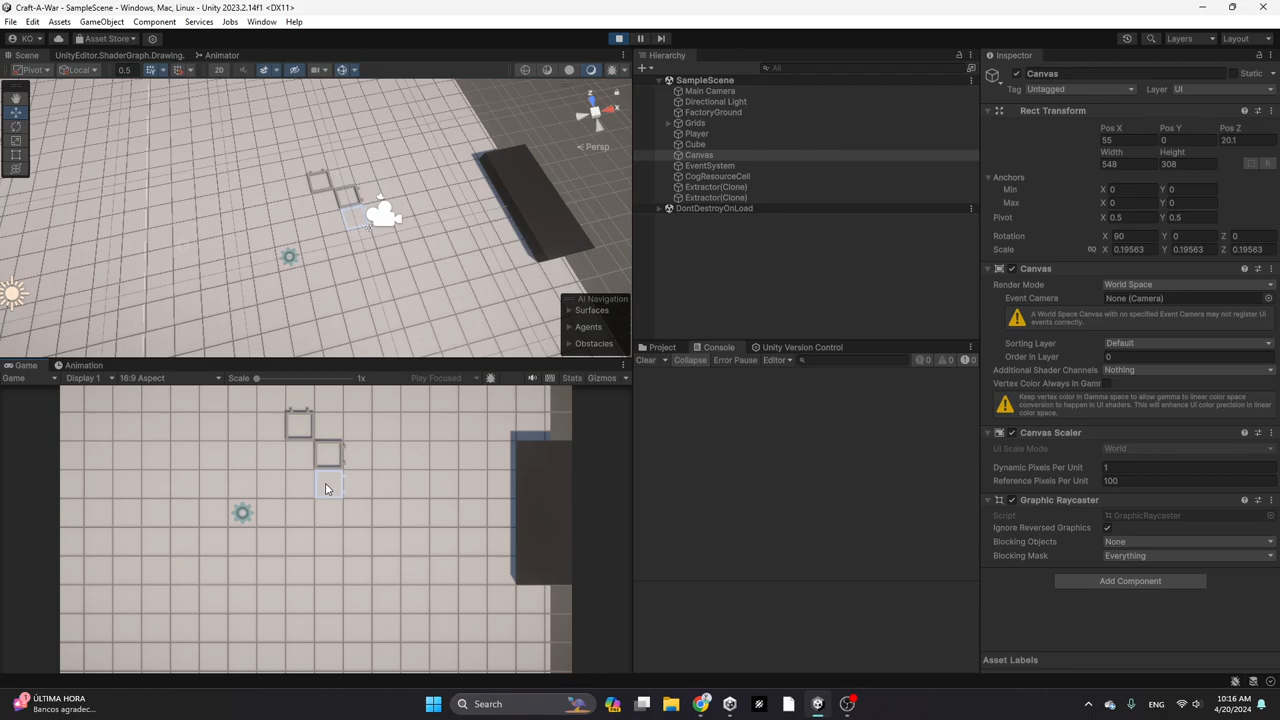 Craft-A-War - SampleScene - Windows, Mac, Linux - Unity 2023.2.14f1 <DX11>
File Edit Assets GameObject Component Services Jobs Window Help
KO Asset Store Layers Layout
Scene UnityEditor.ShaderGraph.Drawing. Animator
Pivot Local 0.5 2D
z
x
Persp
AI Navigation
Surfaces
Agents
Obstacles
Game Animation
Game Display 1 16:9 Aspect Scale 1x Play Focused Stats Gizmos
Hierarchy
All
SampleScene
Main Camera
Directional Light
FactoryGround
Grids
Player
Cube
Canvas
EventSystem
CogResourceCell
Extractor(Clone)
Extractor(Clone)
DontDestroyOnLoad
Project Console Unity Version Control
Clear Collapse Error Pause Editor 0 0 0
Inspector
Canvas Static
Tag Untagged Layer UI
Rect Transform
Pos X Pos Y Pos Z
55 0 20.1
Width Height
548 308
Anchors
Min X 0 Y 0
Max X 0 Y 0
Pivot X 0.5 Y 0.5
Rotation X 90 Y 0 Z 0
Scale X 0.19563 Y 0.19563 Z 0.19563
Canvas
Render Mode World Space
Event Camera None (Camera)
A World Space Canvas with no specified Event Camera may not register UI
events correctly.
Sorting Layer Default
Order in Layer 0
Additional Shader Channels Nothing
Vertex Color Always In Gamm
Keep vertex color in Gamma space to allow gamma to linear color space
conversion to happen in UI shaders. This will enhance UI color precision in linear
color space.
Canvas Scaler
UI Scale Mode World
Dynamic Pixels Per Unit 1
Reference Pixels Per Unit 100
Graphic Raycaster
Script GraphicRaycaster
Ignore Reversed Graphics
Blocking Objects None
Blocking Mask Everything
Add Component
Asset Labels
ÚLTIMA HORA
Bancos agradec...
Search
ENG
10:16 AM
4/20/2024